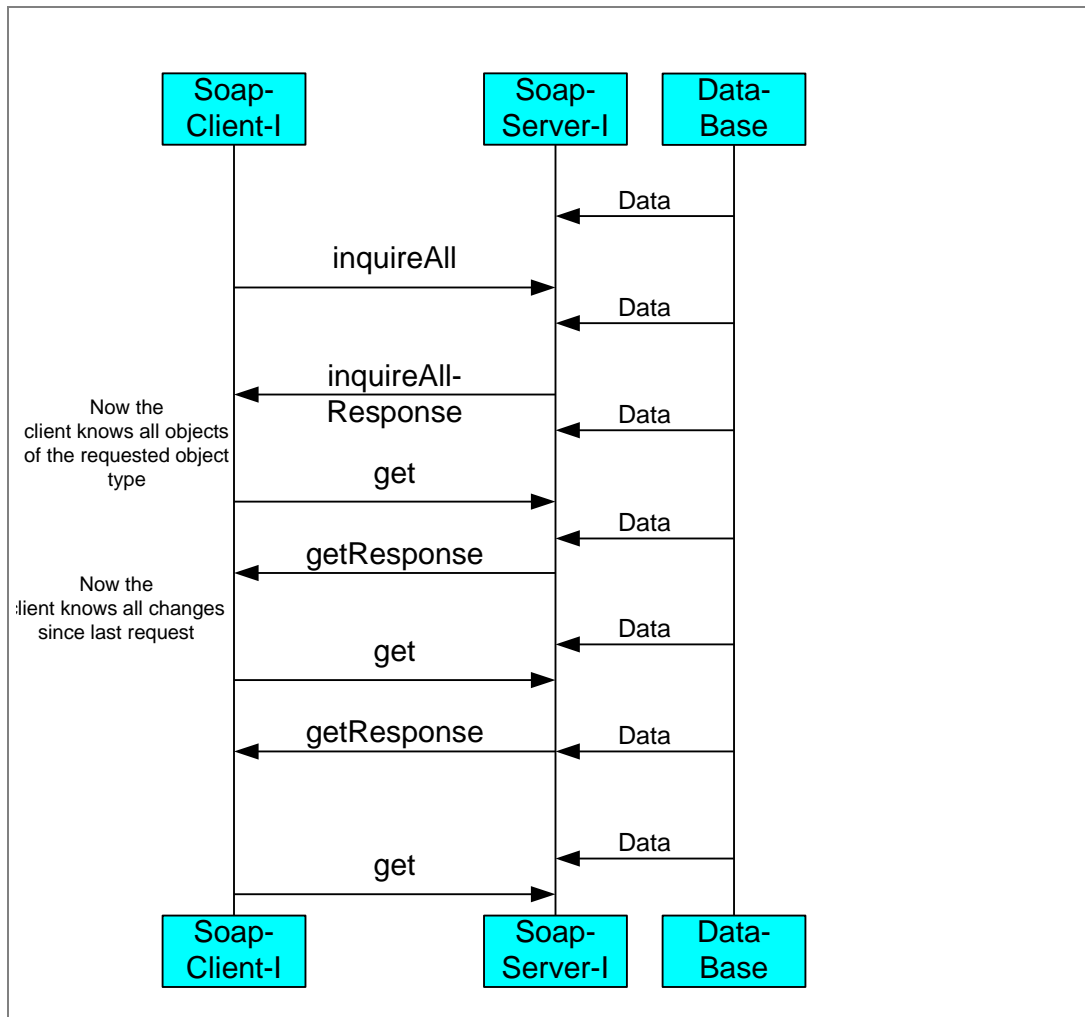 Soap-
Client-I
Soap-
Server-I
Data-
Base
Data
inquireAll
Data
inquireAll-
Response
Data
Now the
client knows all objects
of the requested object
type
get
Data
getResponse
Now the
lient knows all changes
since last request
Data
get
getResponse
Data
Data
get
Soap-
Client-I
Soap-
Server-I
Data-
Base